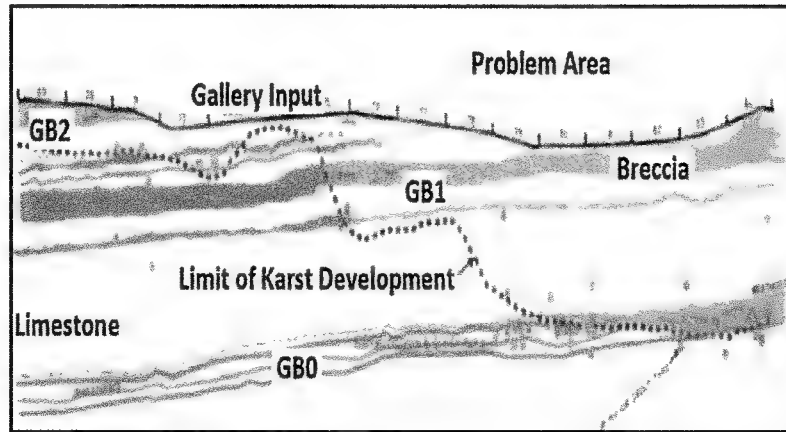 Problem Area
Gallery Input
GB2
Breccia
GB1
Limit of Karst Development
Limestone
GB0